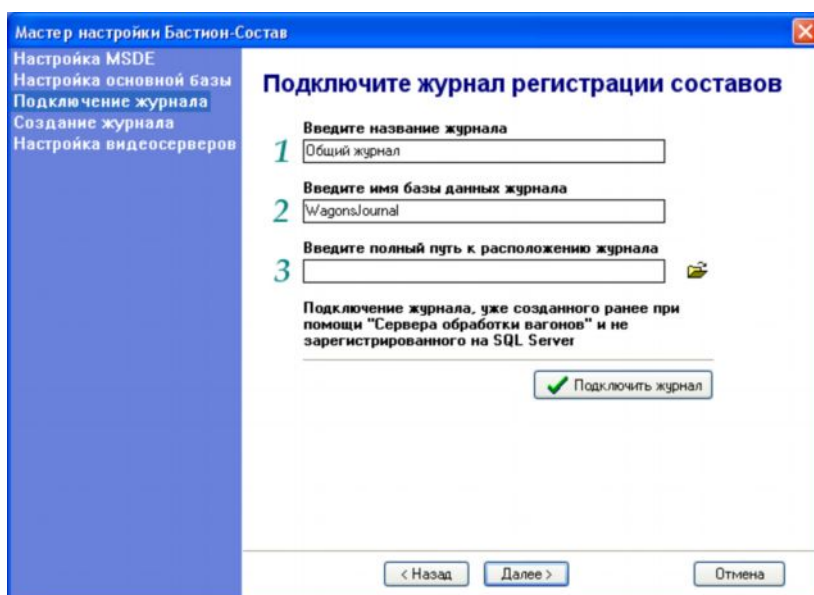 Мастер настройки Бастион-Состав
Настройка MSDE
Настройка основной базы
Подключение журнала
Создание журнала
Настройка видеосерверов
Подключите журнал регистрации составов
Введите название журнала
1
Общий журнал
Введите имя базы данных журнала
2
WagonsJournal
Введите полный путь к расположению журнала
3
Подключение журнала, уже созданного ранее при
помощи "Сервера обработки вагонов" и не
зарегистрированного на SQL Server
Подключить журнал
< Назад
Далее >
Отмена